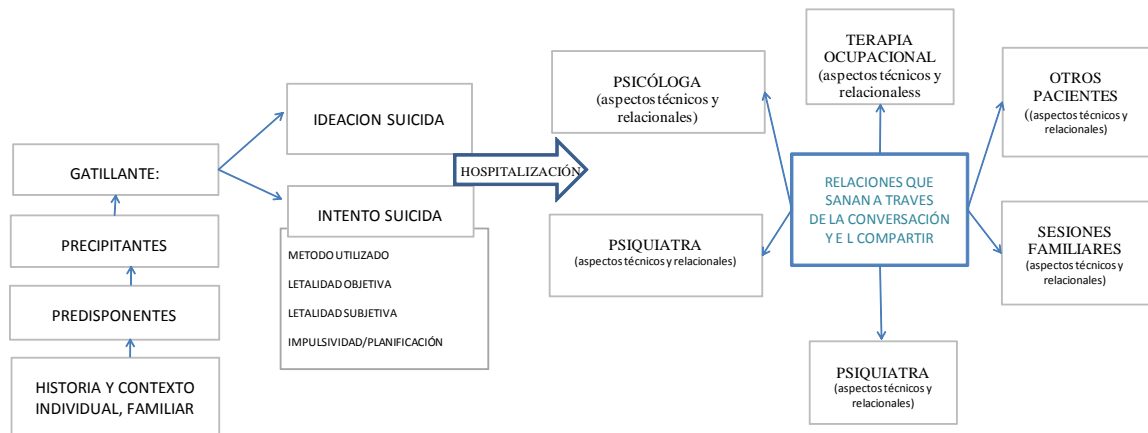 GATILLANTE:
PRECIPITANTES
PREDISPONENTES
HISTORIA Y CONTEXTO
INDIVIDUAL, FAMILIAR
IDEACION SUICIDA
INTENTO SUICIDA
METODO UTILIZADO
LETALIDAD OBJETIVA
LETALIDAD SUBJETIVA
IMPULSIVIDAD/PLANIFICACIÓN
HOSPITALIZACIÓN
PSICÓLOGA
(aspectos técnicos y
relacionales)
PSIQUIATRA
(aspectos técnicos y relacionales)
TERAPIA
OCUPACIONAL
(aspectos técnicos y
relacionaless
RELACIONES QUE
SANAN A TRAVES
DE LA CONVERSACIÓN
Y E L COMPARTIR
PSIQUIATRA
(aspectos técnicos y
relacionales)
OTROS
PACIENTES
((aspectos técnicos y
relacionales)
SESIONES
FAMILIARES
(aspectos técnicos y
relacionales)